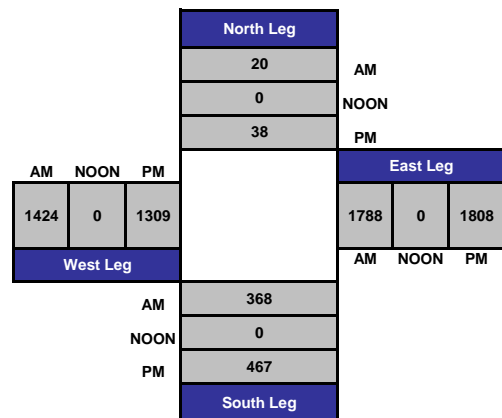 North Leg
20 AM
0 NOON
38 PM
AM NOON PM
East Leg
1424 0 1309
1788 0 1808
West Leg
AM NOON PM
AM 368
NOON 0
PM 467
South Leg